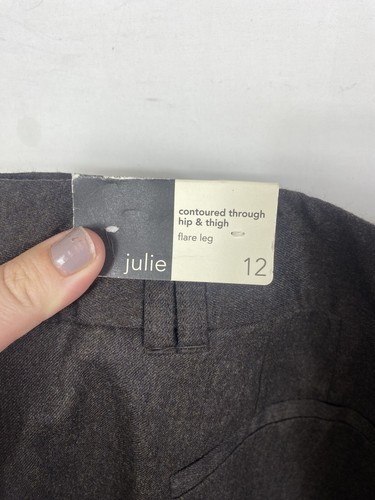 contoured through
hip & thigh
flare leg
julie
12